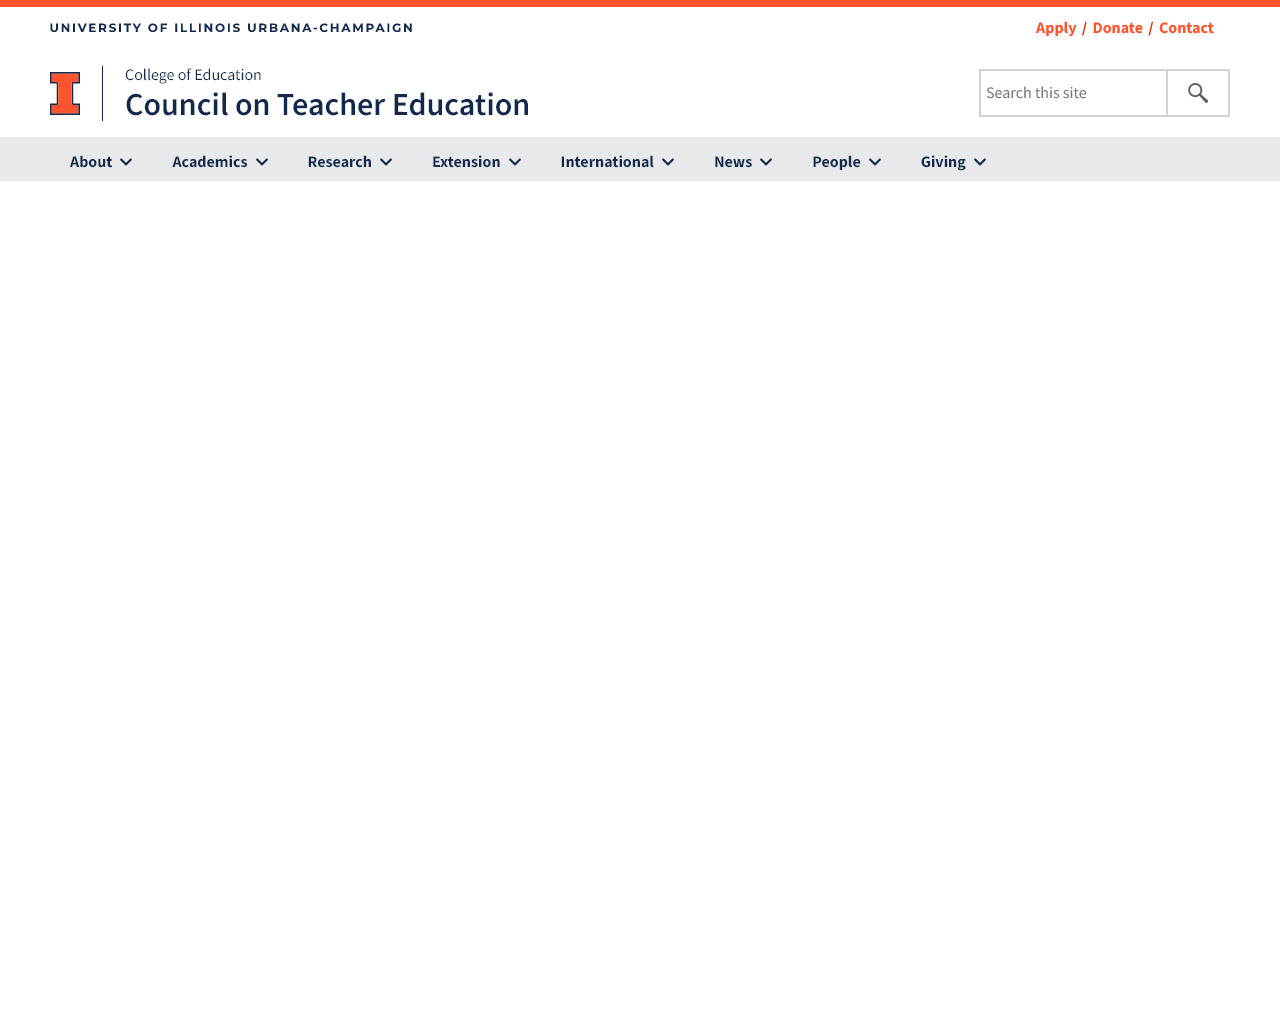 UNIVERSITY OF ILLINOIS URBANA-CHAMPAIGN
Apply / Donate / Contact
College of Education
Council on Teacher Education
Search this site
About Academics Research Extension International News People Giving